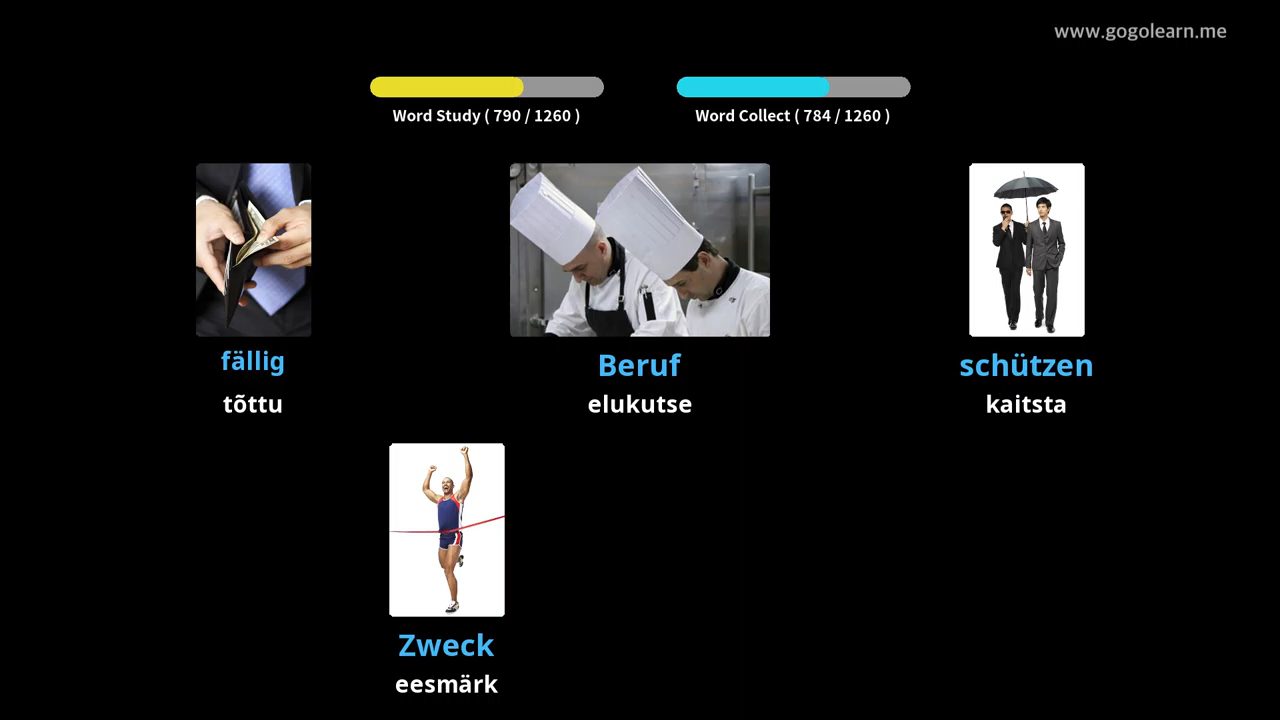 www.gogolearn.me
Word Study ( 790 / 1260 )
Word Collect ( 784 / 1260 )
fällig
tõttu
Beruf
elukutse
schützen
kaitsta
Zweck
eesmärk